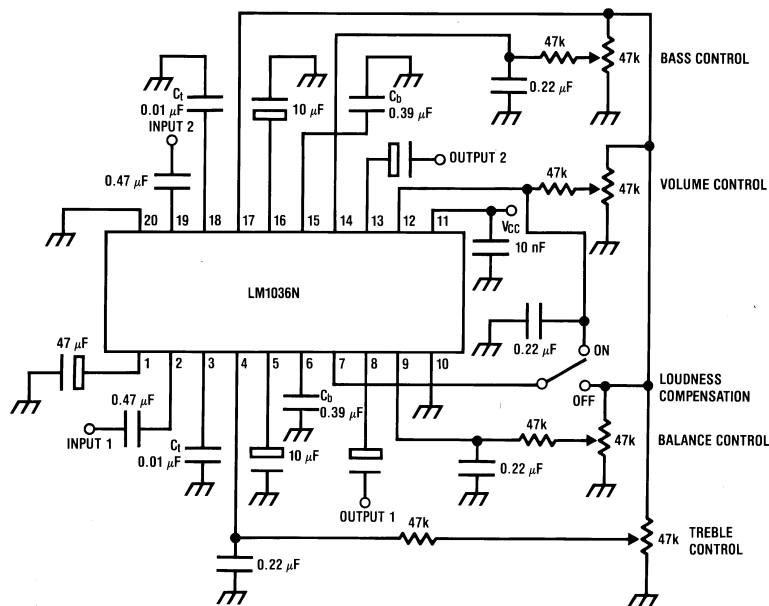 47k
47k
BASS CONTROL
0.22 μF
Ct
0.01 μF
10 μF
Cb
0.39 μF
INPUT 2
0.47 μF
OUTPUT 2
47k
47k
VOLUME CONTROL
VCC
10 nF
20 19 18 17 16 15 14 13 12 11
LM1036N
1 2 3 4 5 6 7 8 9 10
47 μF
0.22 μF
ON
OFF
LOUDNESS
COMPENSATION
0.47 μF
INPUT 1
Ct
0.01 μF
10 μF
Cb
0.39 μF
OUTPUT 1
47k
47k
BALANCE CONTROL
0.22 μF
47k
47k
TREBLE
CONTROL
0.22 μF